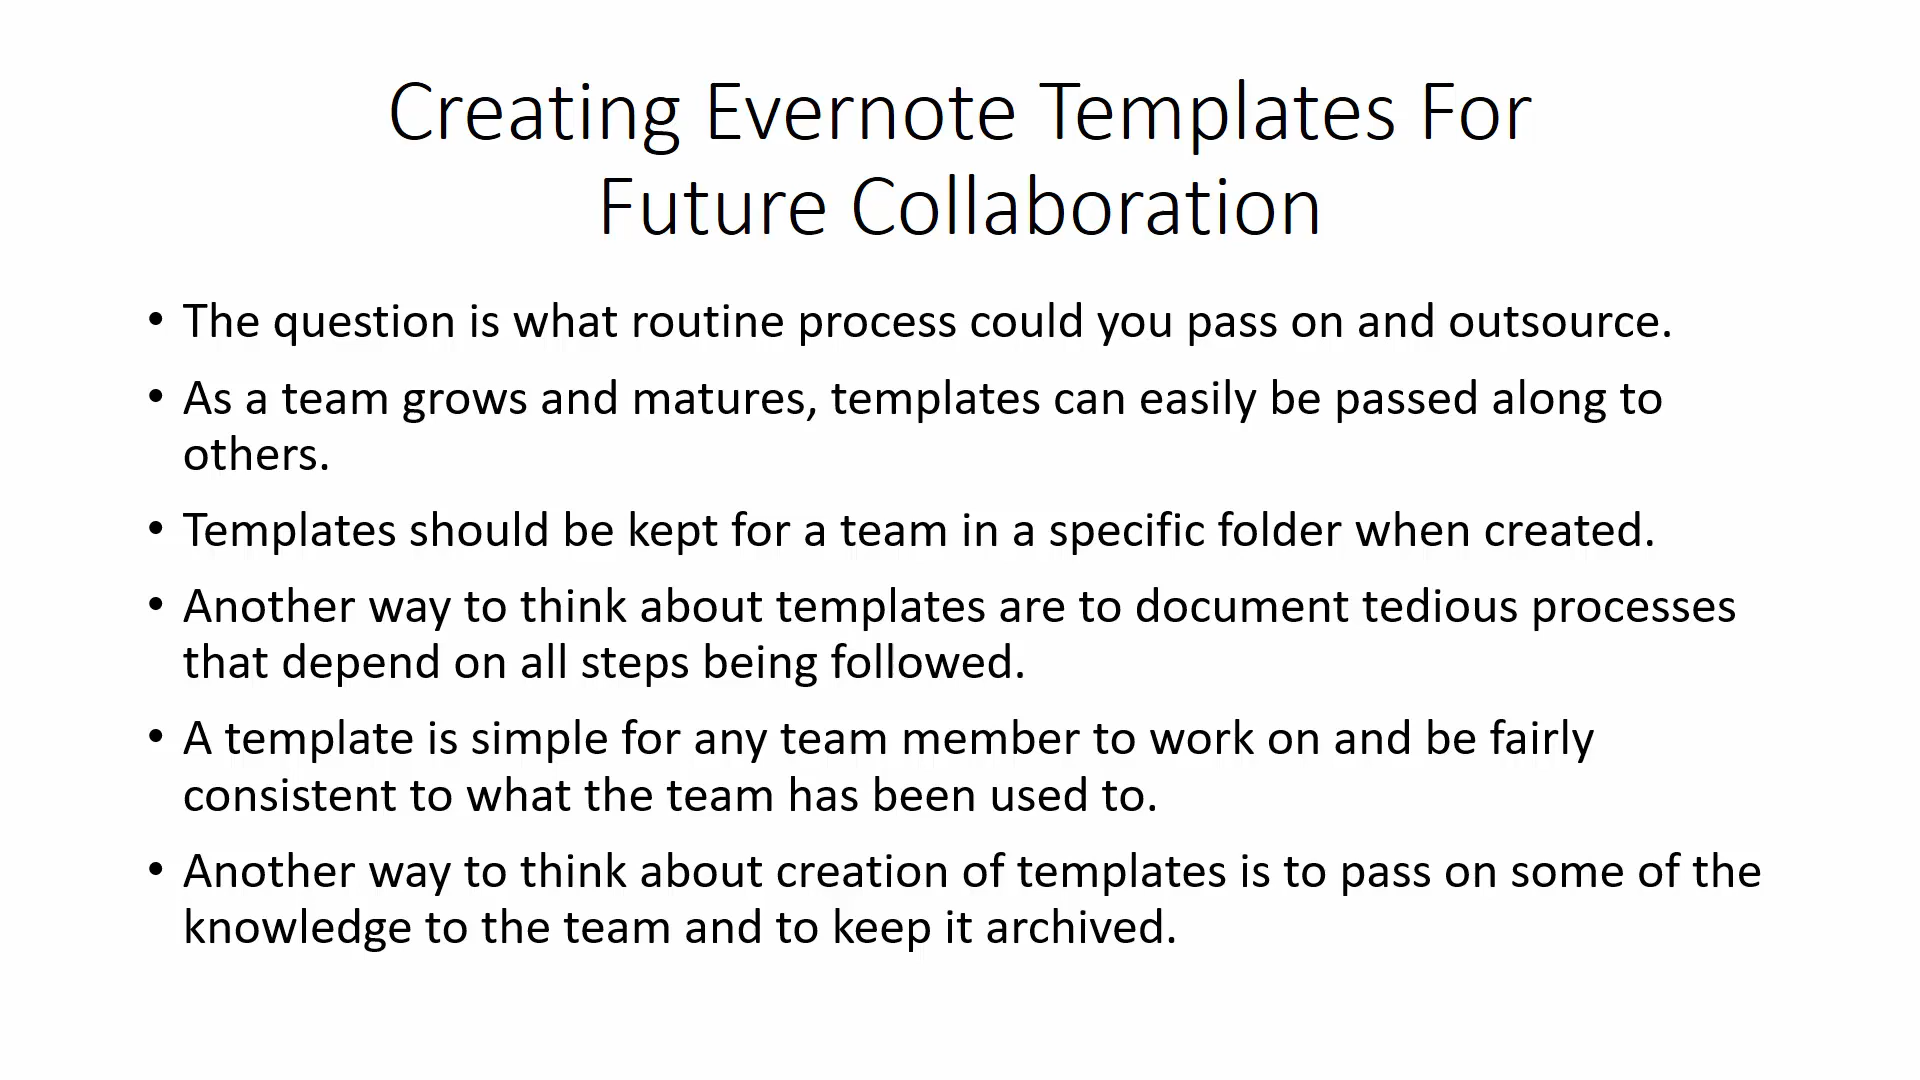 Creating Evernote Templates For
Future Collaboration
• The question is what routine process could you pass on and outsource.
• As a team grows and matures, templates can easily be passed along to
others.
• Templates should be kept for a team in a specific folder when created.
• Another way to think about templates are to document tedious processes
that depend on all steps being followed.
• A template is simple for any team member to work on and be fairly
consistent to what the team has been used to.
• Another way to think about creation of templates is to pass on some of the
knowledge to the team and to keep it archived.